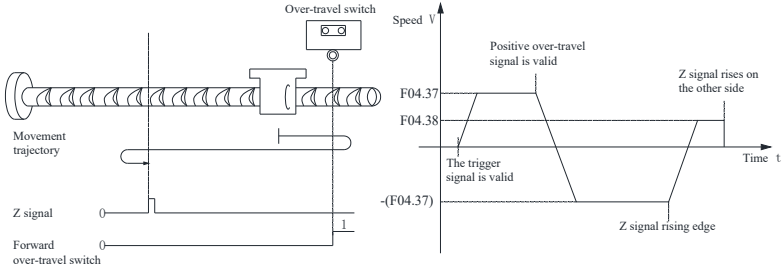 Over-travel switch
Movement
trajectory
Z signal
0
1
Forward
over-travel switch
0
Speed V
Positive over-travel
signal is valid
Z signal rises on
the other side
F04.37
F04.38
The trigger
signal is valid
Time t
-(F04.37)
Z signal rising edge